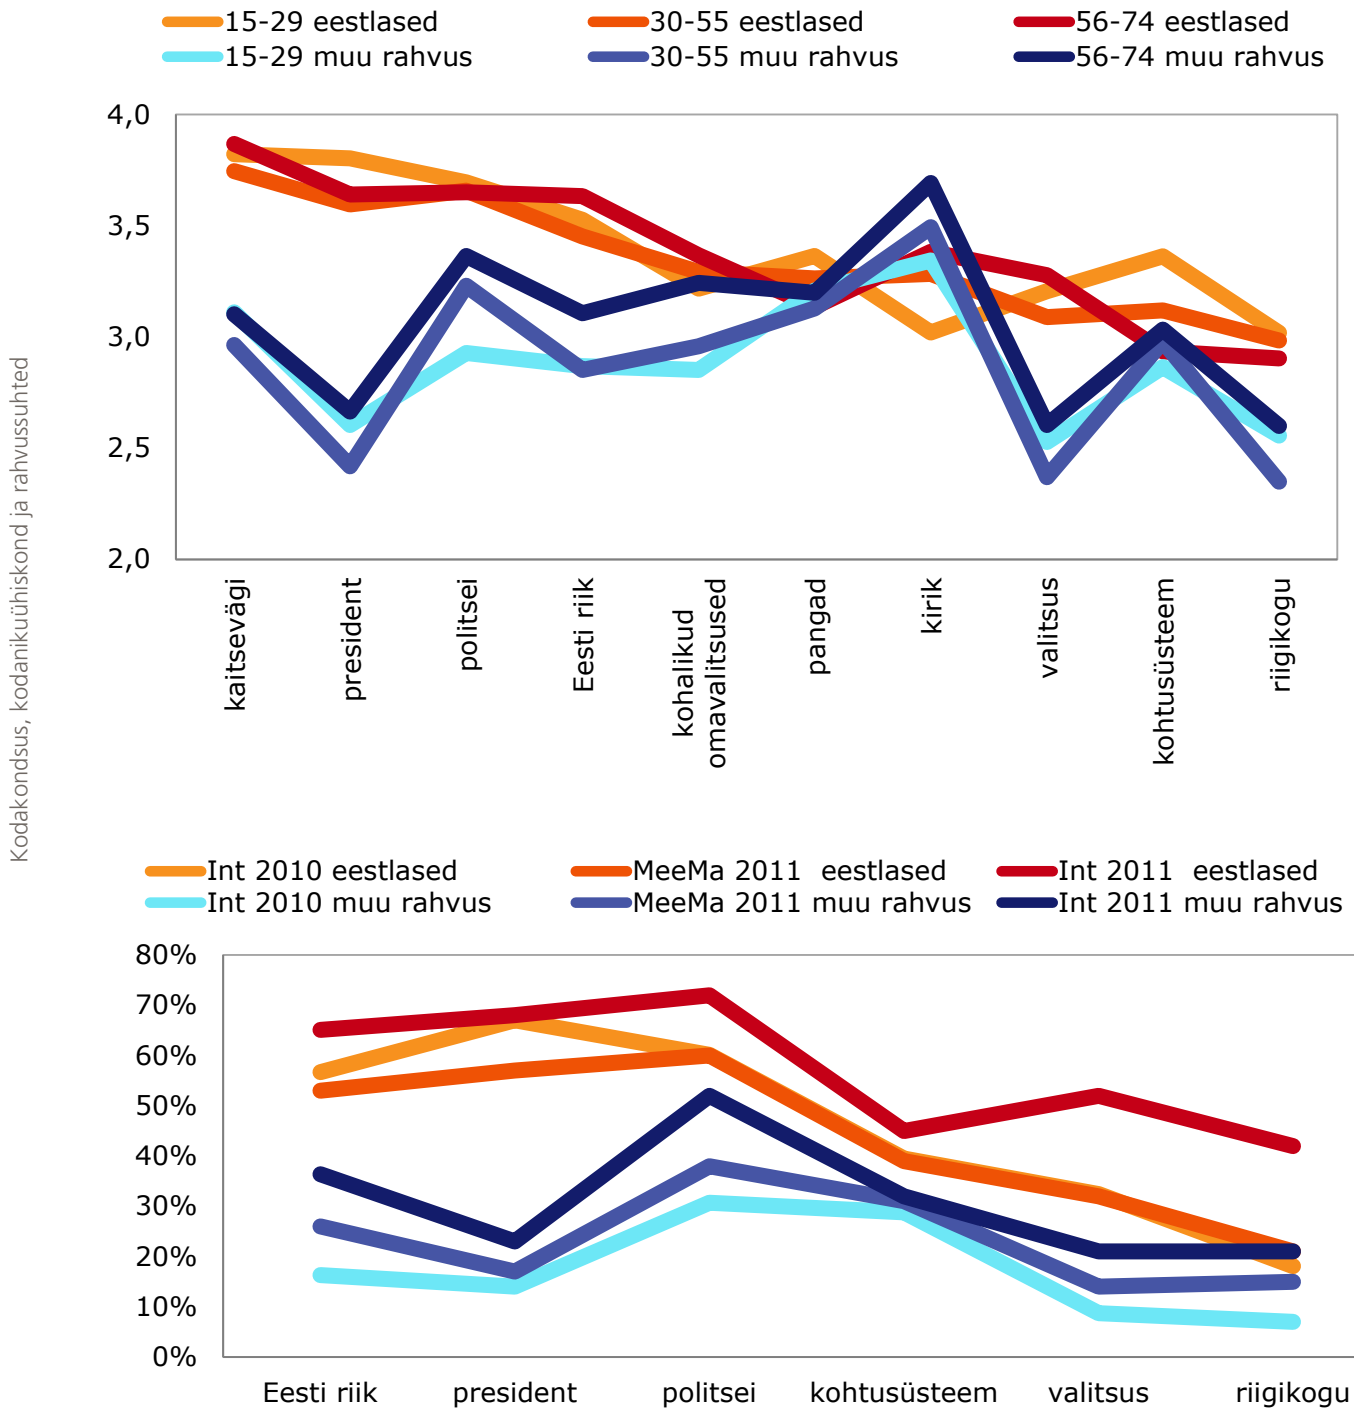 15-29 eestlased 30-55 eestlased 56-74 eestlased
15-29 muu rahvus 30-55 muu rahvus 56-74 muu rahvus
4,0
3,5
3,0
2,5
2,0
kaitsevägi
president
politsei
Eesti riik
kohalikud
omavalitsused
pangad
kirik
valitsus
kohtusüsteem
riigikogu
Kodakondsus, kodanikuühiskond ja rahvussuhted
Int 2010 eestlased MeeMa 2011 eestlased Int 2011 eestlased
Int 2010 muu rahvus MeeMa 2011 muu rahvus Int 2011 muu rahvus
80%
70%
60%
50%
40%
30%
20%
10%
0%
Eesti riik president politsei kohtusüsteem valitsus riigikogu